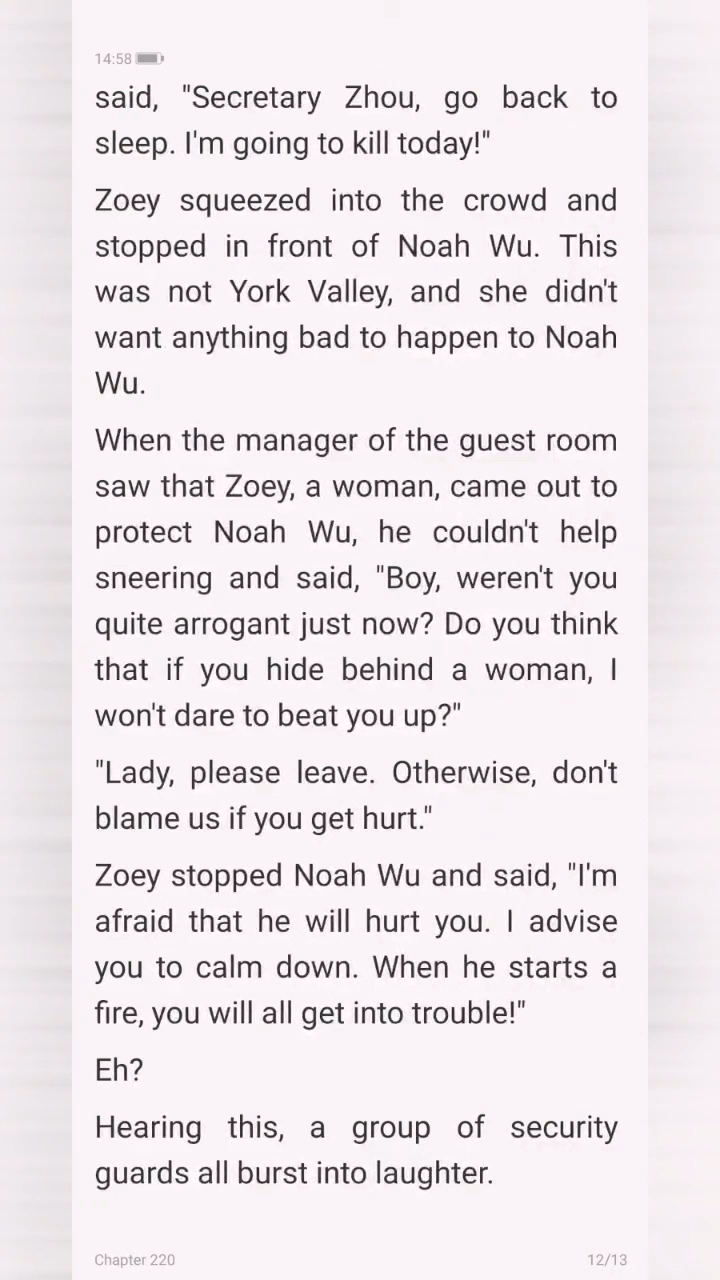 14:58
said, "Secretary Zhou, go back to
sleep. I'm going to kill today!"
Zoey squeezed into the crowd and
stopped in front of Noah Wu. This
was not York Valley, and she didn't
want anything bad to happen to Noah
Wu.
When the manager of the guest room
saw that Zoey, a woman, came out to
protect Noah Wu, he couldn't help
sneering and said, "Boy, weren't you
quite arrogant just now? Do you think
that if you hide behind a woman, I
won't dare to beat you up?"
"Lady, please leave. Otherwise, don't
blame us if you get hurt."
Zoey stopped Noah Wu and said, "I'm
afraid that he will hurt you. I advise
you to calm down. When he starts a
fire, you will all get into trouble!"
Eh?
Hearing this, a group of security
guards all burst into laughter.
Chapter 220 12/13